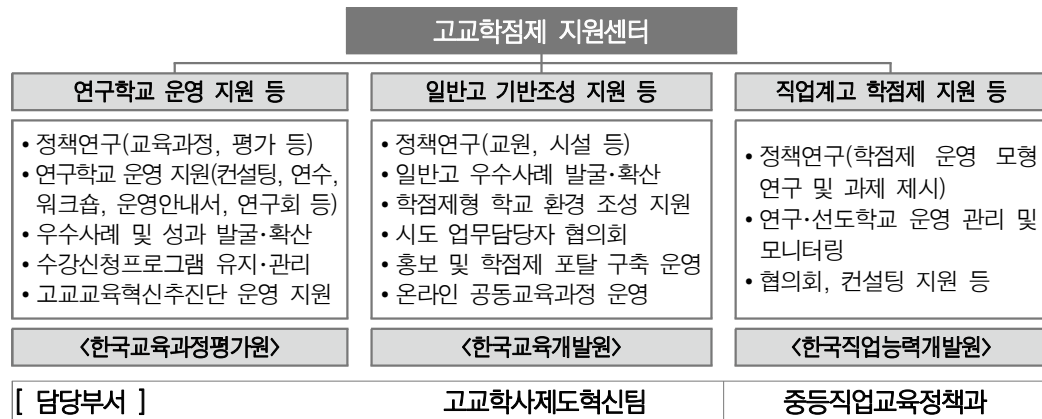 고교학점제 지원센터
연구학교 운영 지원 등
• 정책연구(교육과정, 평가 등)
• 연구학교 운영 지원(컨설팅, 연수,
워크숍, 운영안내서, 연구회 등)
• 우수사례 및 성과 발굴·확산
• 수강신청프로그램 유지·관리
• 고교교육혁신추진단 운영 지원
〈한국교육과정평가원〉
일반고 기반조성 지원 등
• 정책연구(교원, 시설 등)
• 일반고 우수사례 발굴·확산
• 학점제형 학교 환경 조성 지원
• 시도 업무담당자 협의회
• 홍보 및 학점제 포탈 구축 운영
• 온라인 공동교육과정 운영
〈한국교육개발원〉
직업계고 학점제 지원 등
• 정책연구(학점제 운영 모형
연구 및 과제 제시)
• 연구·선도학교 운영 관리 및
모니터링
• 협의회, 컨설팅 지원 등
〈한국직업능력개발원〉
[ 담당부서 ] 고교학사제도혁신팀 중등직업교육정책과